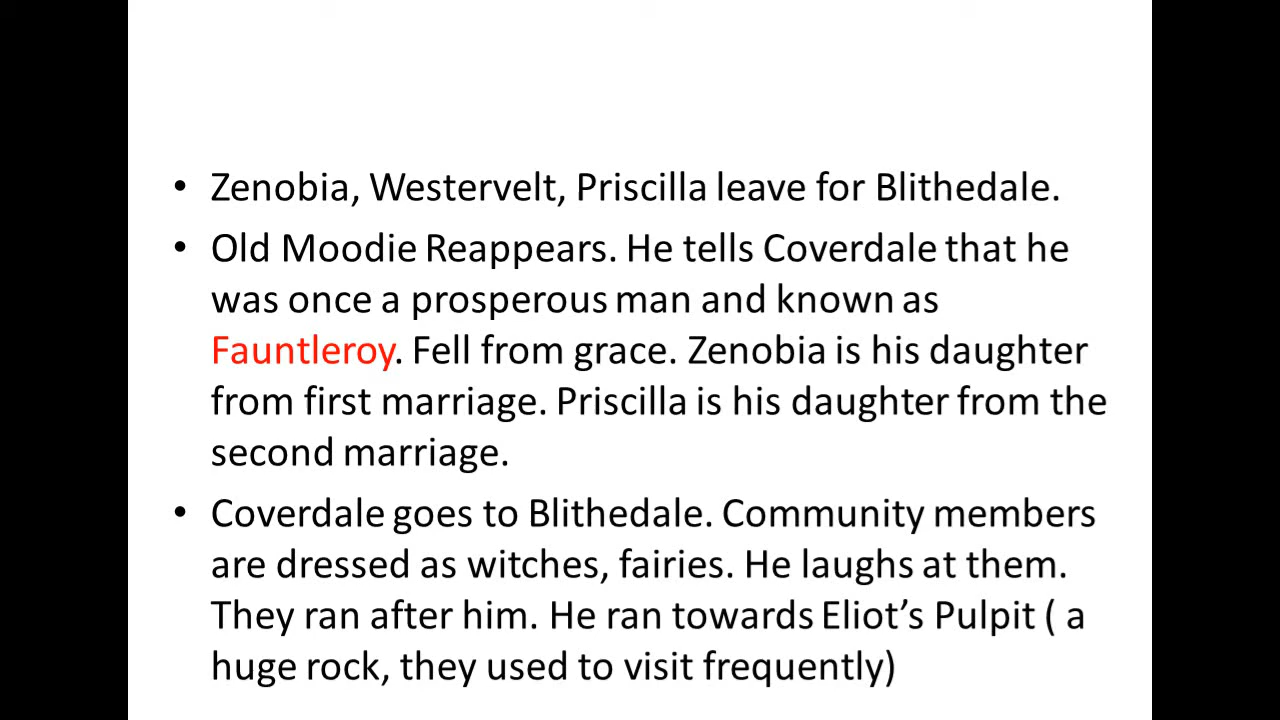 • Zenobia, Westervelt, Priscilla leave for Blithedale.
• Old Moodie Reappears. He tells Coverdale that he
was once a prosperous man and known as
Fauntleroy. Fell from grace. Zenobia is his daughter
from first marriage. Priscilla is his daughter from the
second marriage.
• Coverdale goes to Blithedale. Community members
are dressed as witches, fairies. He laughs at them.
They ran after him. He ran towards Eliot’s Pulpit ( a
huge rock, they used to visit frequently)